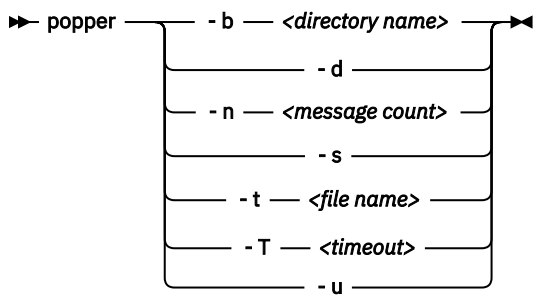 popper - b <directory name>
- d
- n <message count>
- s
- t <file name>
- T <timeout>
- u